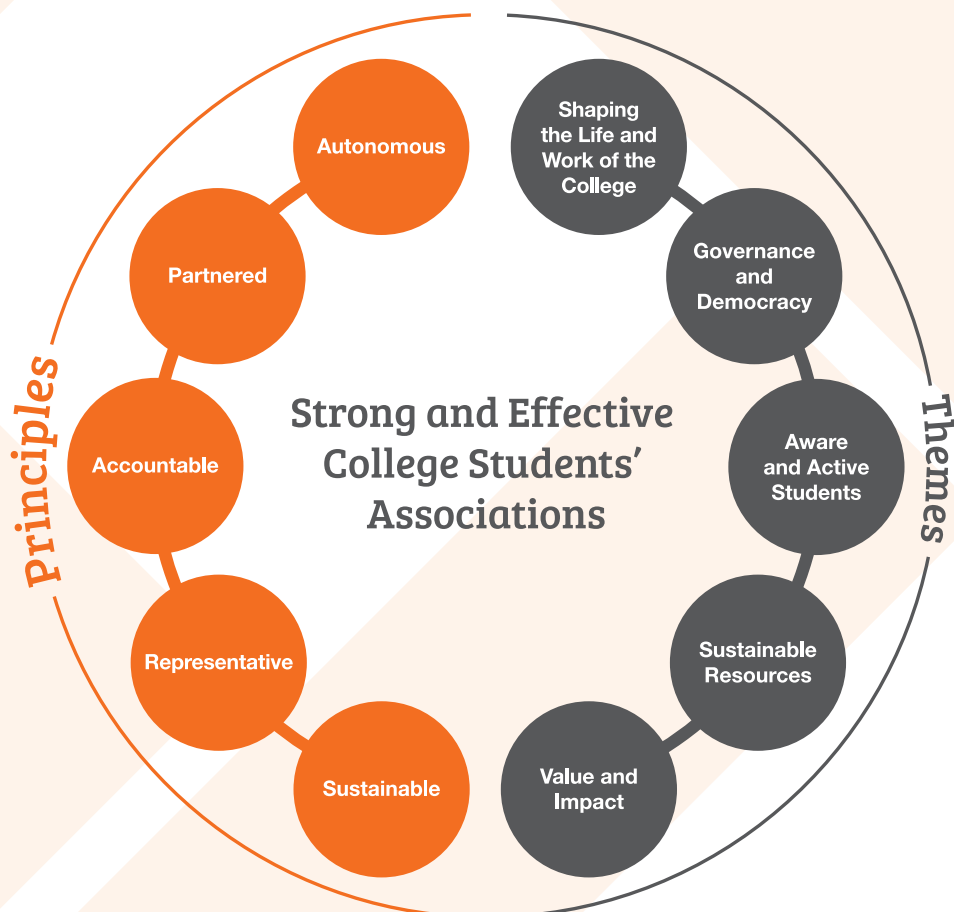 Strong and Effective
College Students’
Associations
Principles
Autonomous
Partnered
Accountable
Representative
Sustainable
Themes
Shaping
the Life and
Work of the
College
Governance
and
Democracy
Aware
and Active
Students
Sustainable
Resources
Value and
Impact